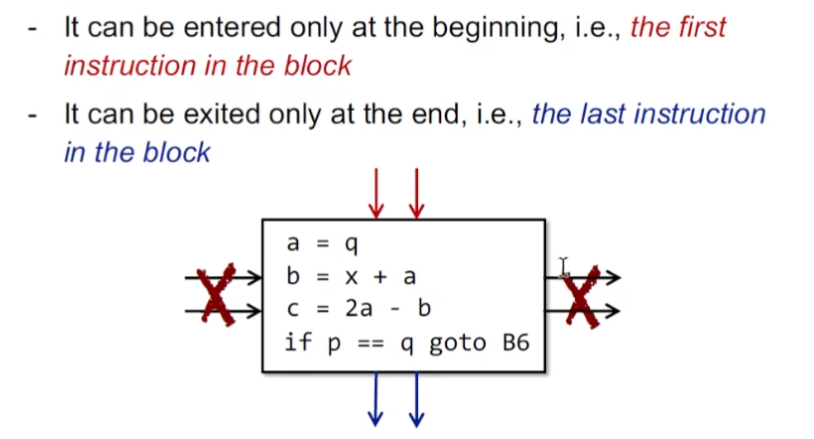 - It can be entered only at the beginning, i.e., the first
instruction in the block
- It can be exited only at the end, i.e., the last instruction
in the block
a = q
b = x + a
c = 2a - b
if p == q goto B6